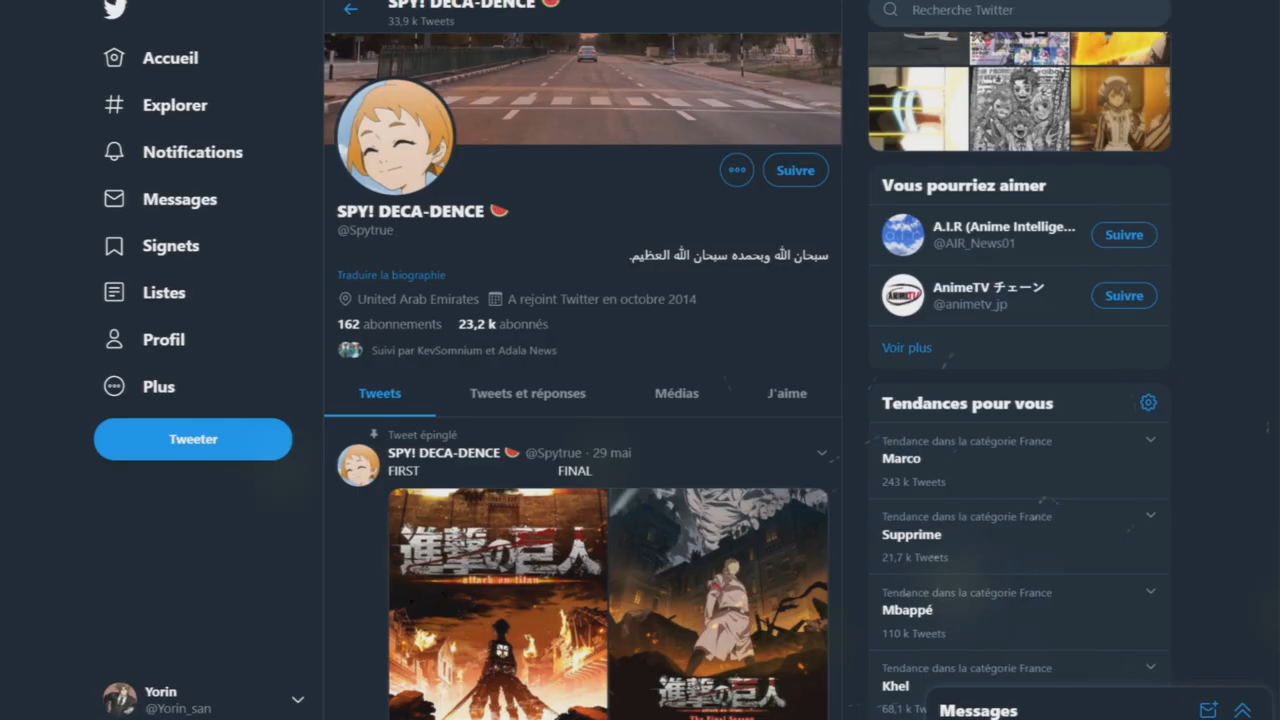 SPY! DECA-DENCE 🍉
33,9 k Tweets
Recherche Twitter
Accueil
Explorer
Notifications
Messages
Signets
Listes
Profil
Plus
Tweeter
Yorin
@Yorin_san
Suivre
SPY! DECA-DENCE 🍉
@Spytrue
سبحان الله وبحمده سبحان الله العظيم.
Traduire la biographie
United Arab Emirates A rejoint Twitter en octobre 2014
162 abonnements 23,2 k abonnés
Suivi par KevSomnium et Adala News
Tweets Tweets et réponses Médias J'aime
Tweet épinglé
SPY! DECA-DENCE 🍉 @Spytrue · 29 mai
FIRST FINAL
進撃の巨人
attack on titan
進撃の巨人
The Final Season
Vous pourriez aimer
A.I.R (Anime Intellige...
@AIR_News01
Suivre
AnimeTV チェーン
@animetv_jp
Suivre
Voir plus
Tendances pour vous
Tendance dans la catégorie France
Marco
243 k Tweets
Tendance dans la catégorie France
Supprime
21,7 k Tweets
Tendance dans la catégorie France
Mbappé
110 k Tweets
Tendance dans la catégorie France
Khel
68,1 k Tw
Messages